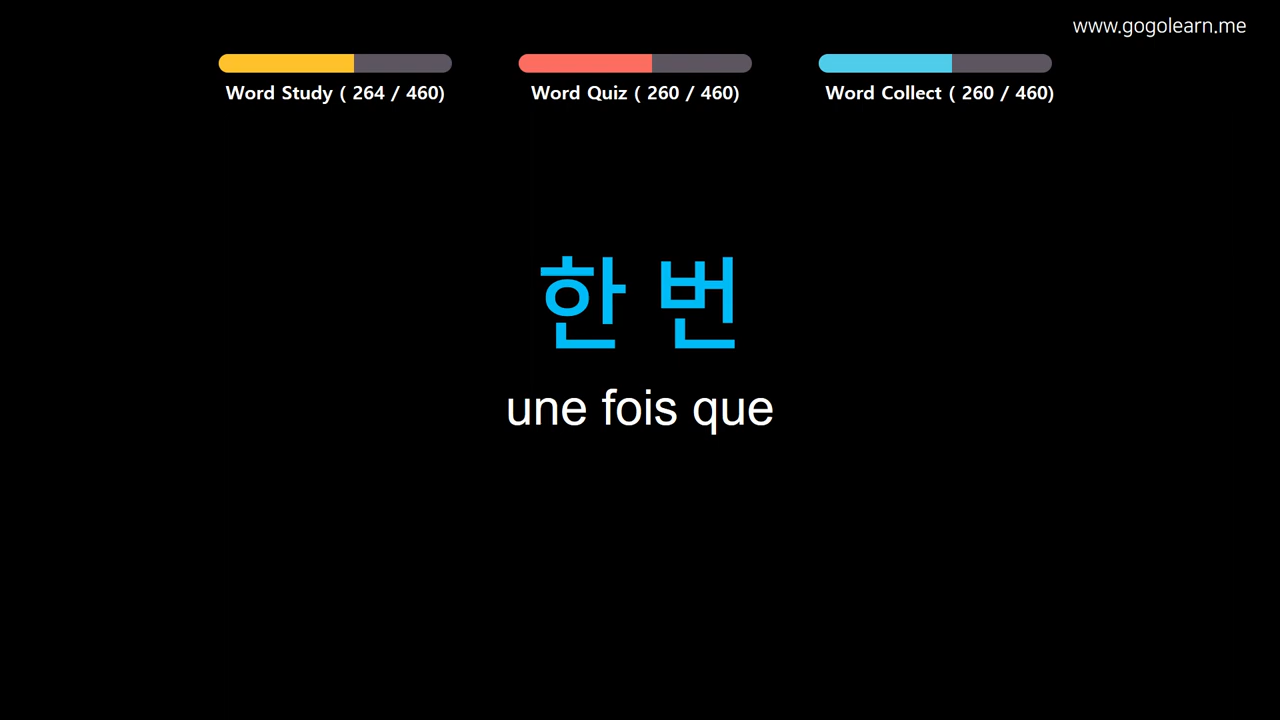 www.gogolearn.me
Word Study ( 264 / 460)
Word Quiz ( 260 / 460)
Word Collect ( 260 / 460)
한 번
une fois que